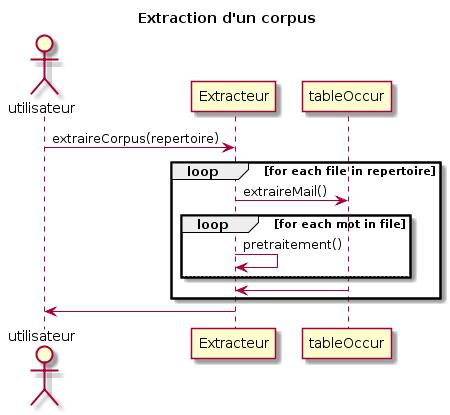 Extraction d'un corpus
utilisateur
Extracteur
tableOccur
extraireCorpus(repertoire)
loop [for each file in repertoire]
extraireMail()
loop [for each mot in file]
pretraitement()
utilisateur
Extracteur
tableOccur